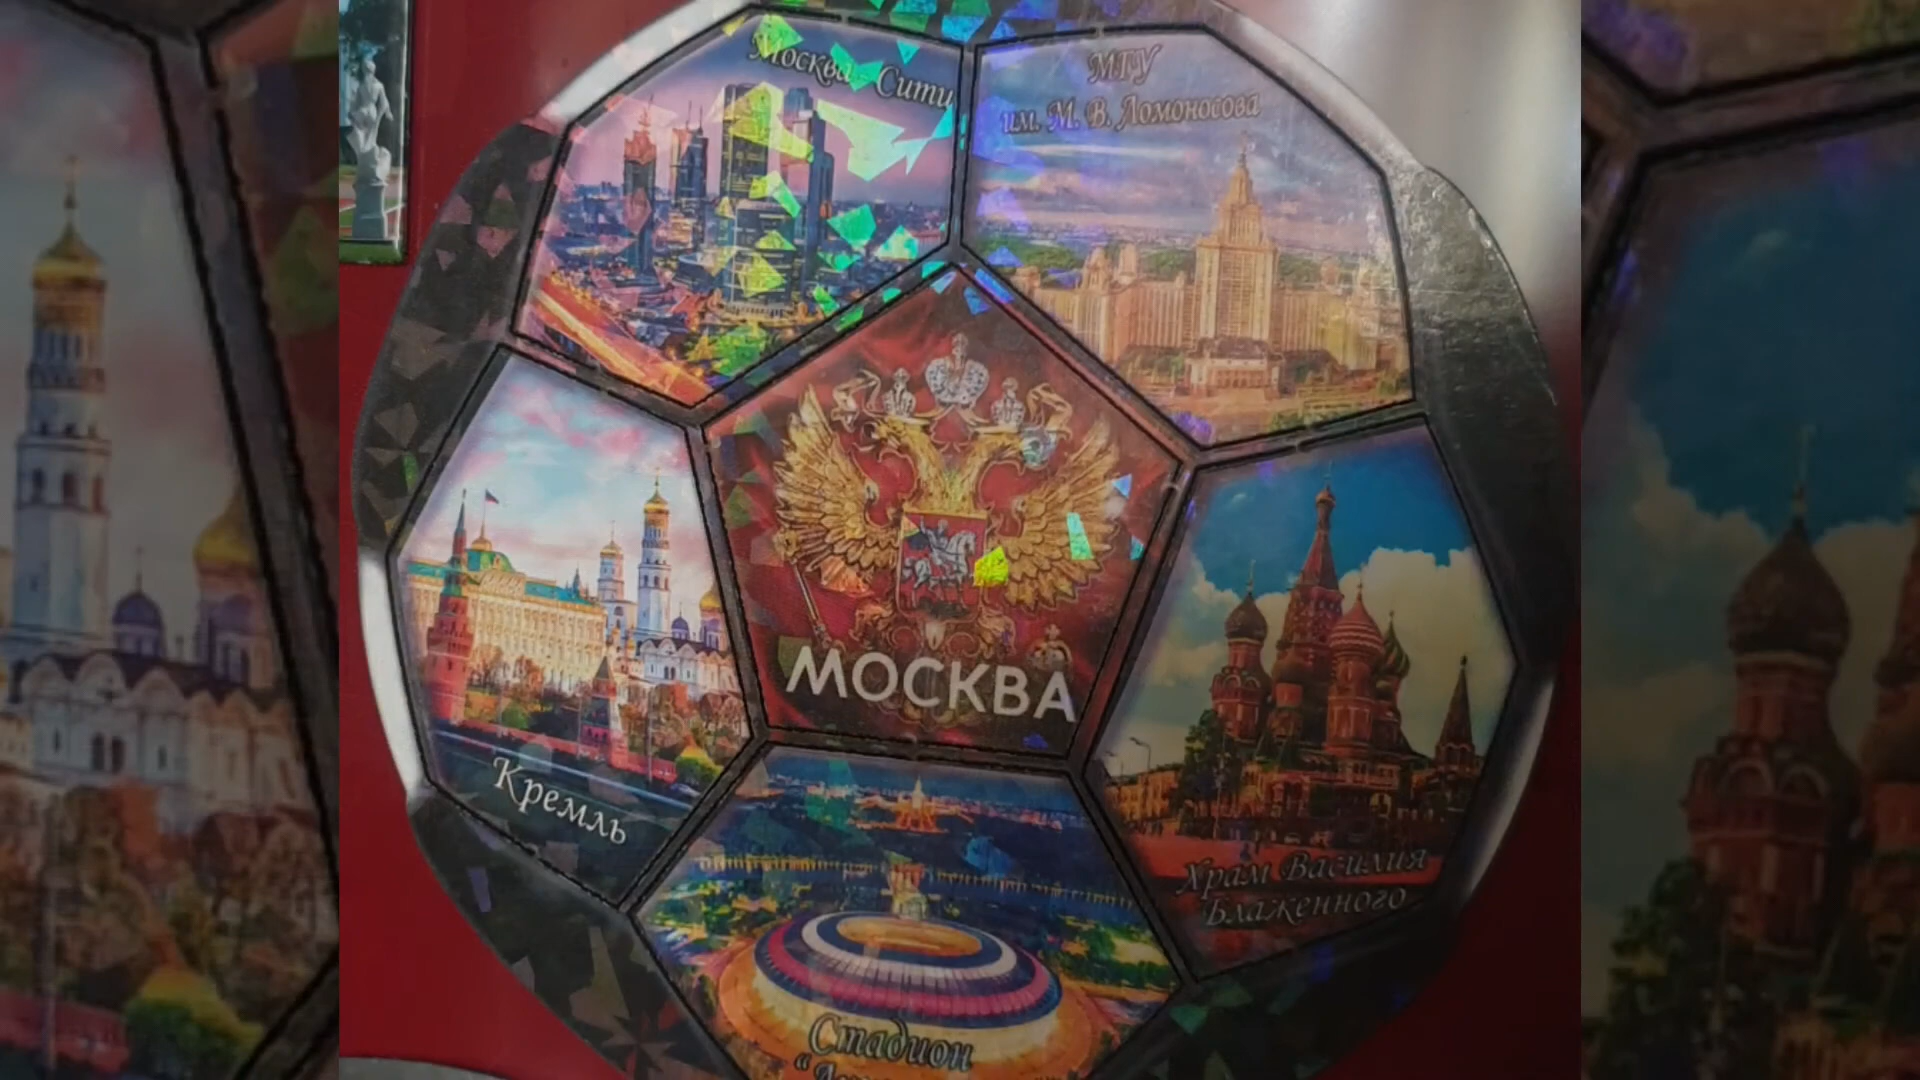 Москва - Сити
МГУ
им. М. В. Ломоносова
МОСКВА
Кремль
Храм Василия
Блаженного
Стадион